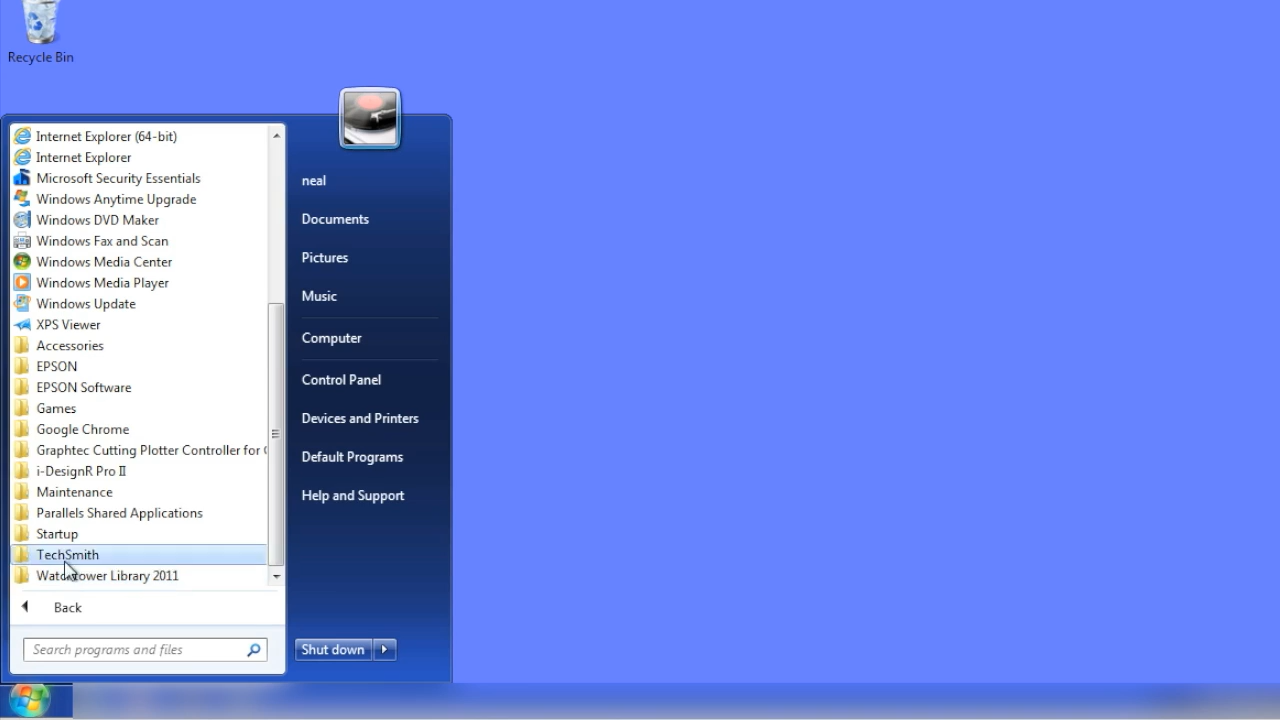 Recycle Bin
Internet Explorer (64-bit)
Internet Explorer
Microsoft Security Essentials
Windows Anytime Upgrade
Windows DVD Maker
Windows Fax and Scan
Windows Media Center
Windows Media Player
Windows Update
XPS Viewer
Accessories
EPSON
EPSON Software
Games
Google Chrome
Graphtec Cutting Plotter Controller for
i-DesignR Pro II
Maintenance
Parallels Shared Applications
Startup
TechSmith
Watchtower Library 2011
Back
Search programs and files
neal
Documents
Pictures
Music
Computer
Control Panel
Devices and Printers
Default Programs
Help and Support
Shut down